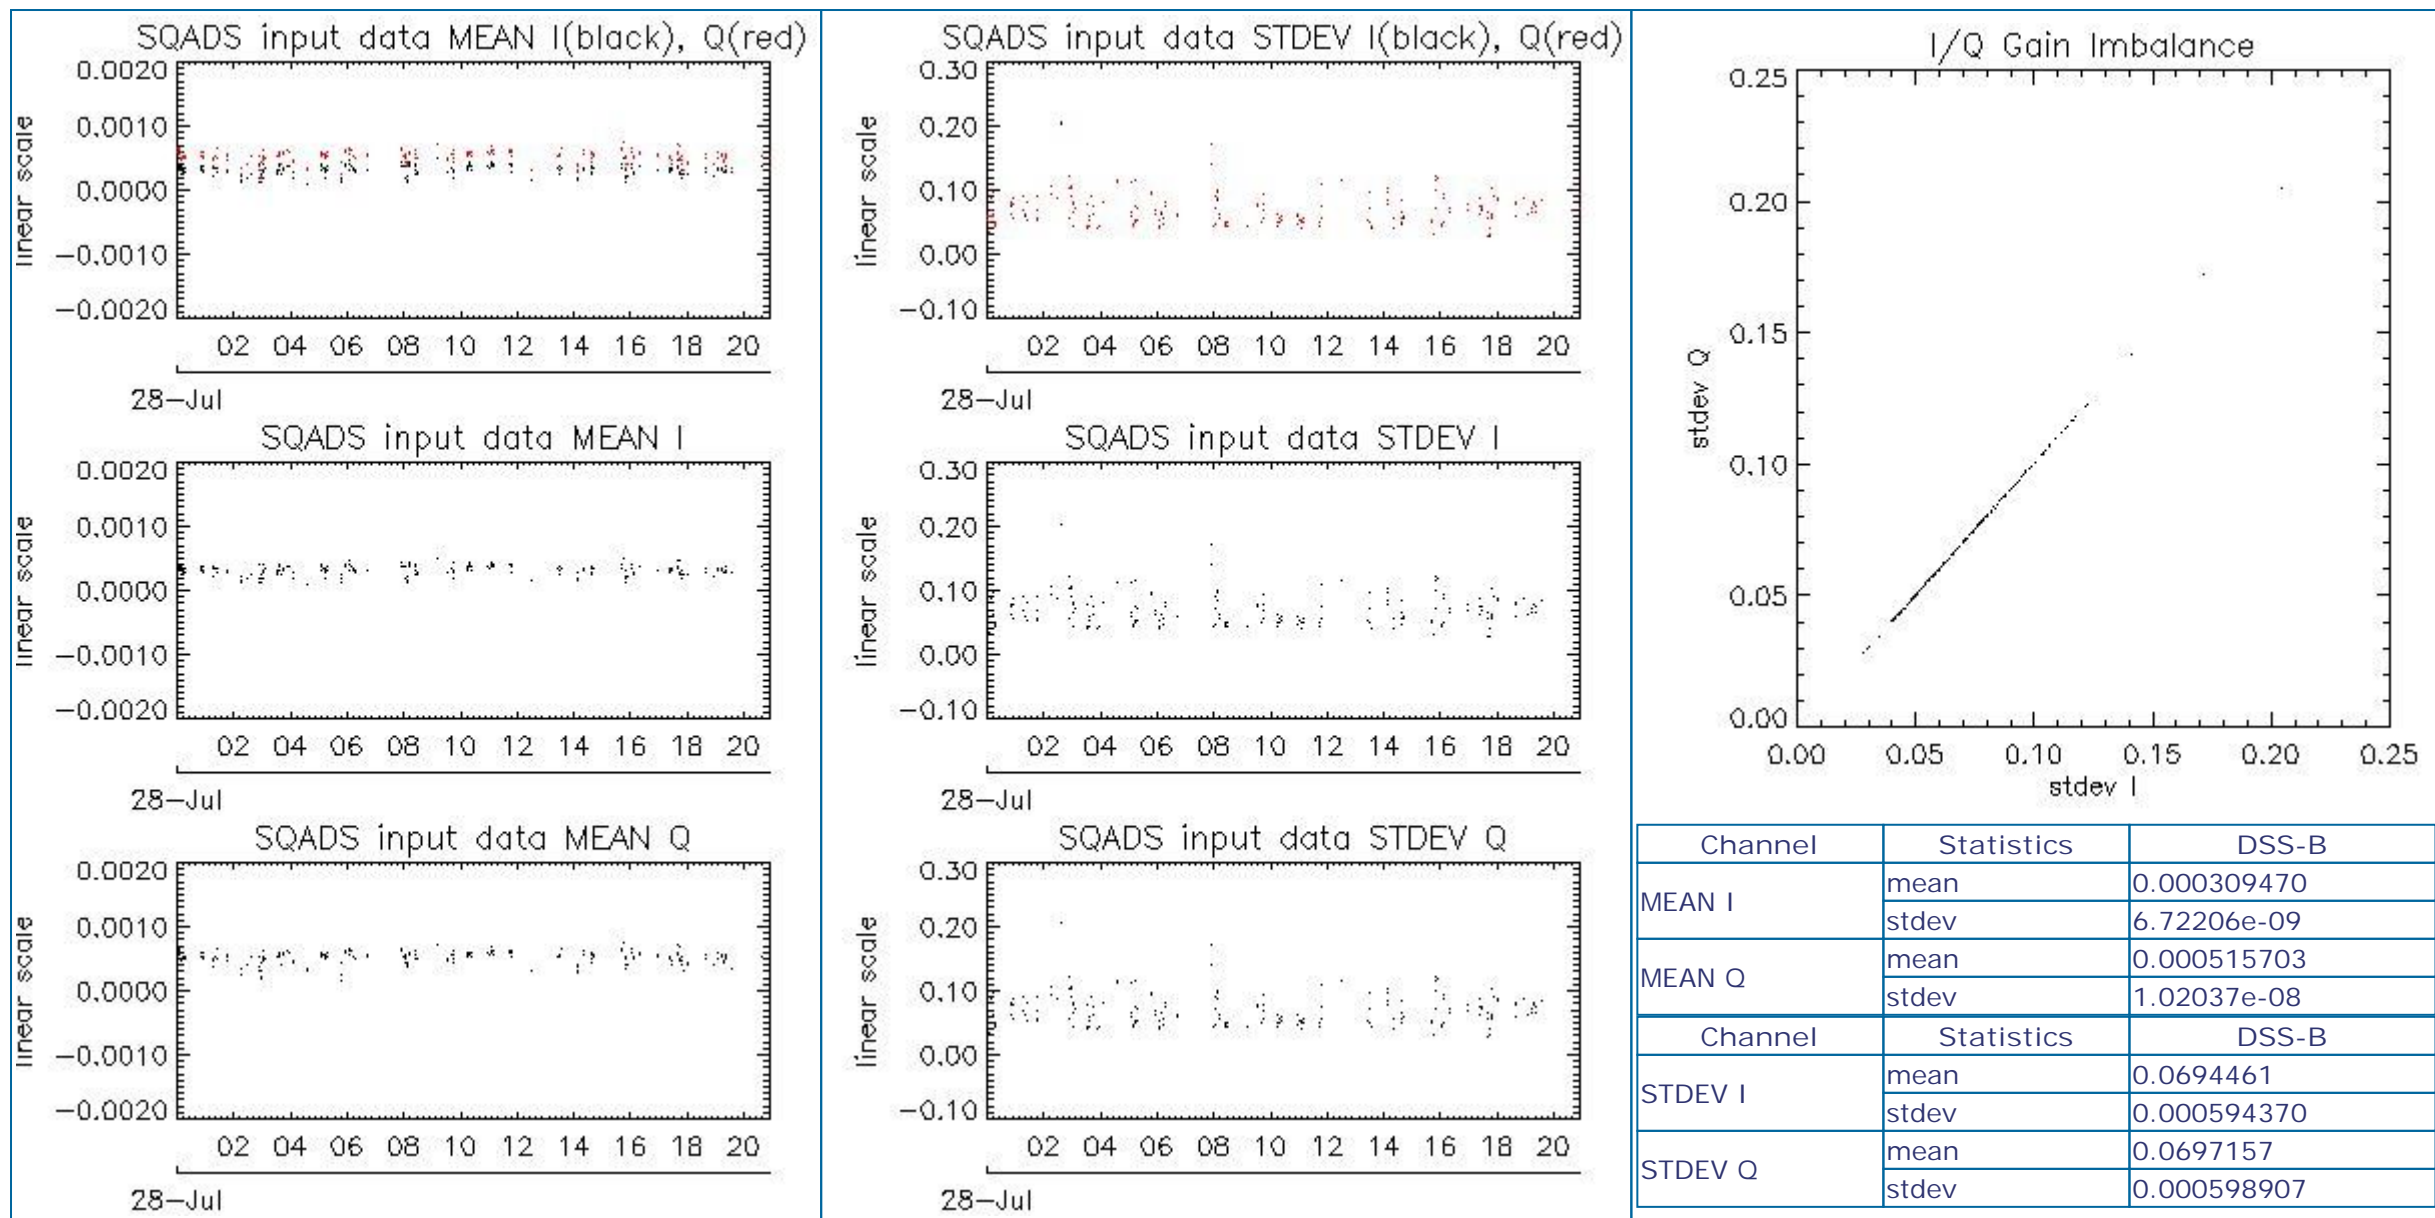 SQADS input data MEAN I(black), Q(red)
linear scale
0.0020
0.0010
0.0000
−0.0010
−0.0020
02 04 06 08 10 12 14 16 18 20
28−Jul
SQADS input data MEAN I
linear scale
0.0020
0.0010
0.0000
−0.0010
−0.0020
02 04 06 08 10 12 14 16 18 20
28−Jul
SQADS input data MEAN Q
linear scale
0.0020
0.0010
0.0000
−0.0010
−0.0020
02 04 06 08 10 12 14 16 18 20
28−Jul
SQADS input data STDEV I(black), Q(red)
linear scale
0.30
0.20
0.10
0.00
−0.10
02 04 06 08 10 12 14 16 18 20
28−Jul
SQADS input data STDEV I
linear scale
0.30
0.20
0.10
0.00
−0.10
02 04 06 08 10 12 14 16 18 20
28−Jul
SQADS input data STDEV Q
linear scale
0.30
0.20
0.10
0.00
−0.10
02 04 06 08 10 12 14 16 18 20
28−Jul
I/Q Gain Imbalance
stdev Q
0.25
0.20
0.15
0.10
0.05
0.00
0.00 0.05 0.10 0.15 0.20 0.25
stdev I
Channel Statistics DSS-B
MEAN I
mean 0.000309470
stdev 6.72206e-09
MEAN Q
mean 0.000515703
stdev 1.02037e-08
Channel Statistics DSS-B
STDEV I
mean 0.0694461
stdev 0.000594370
STDEV Q
mean 0.0697157
stdev 0.000598907